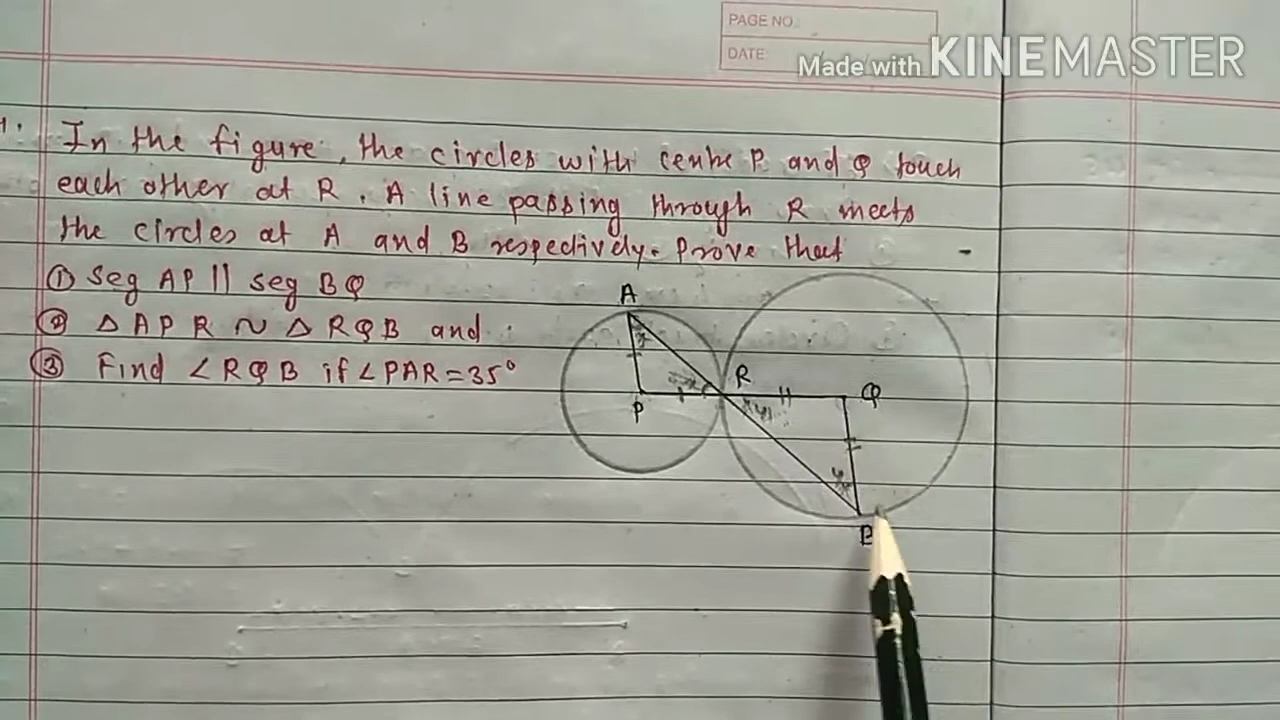 PAGE NO.
DATE:
Made with KINEMASTER
1. In the figure, the circles with centre P and Q touch
each other at R. A line passing through R meets
the circles at A and B respectively. Prove that
① Seg AP || seg BQ
② △ APR ~ △ RQB and
③ Find ∠RQB if ∠PAR = 35°
A
x
R
P
Q
B